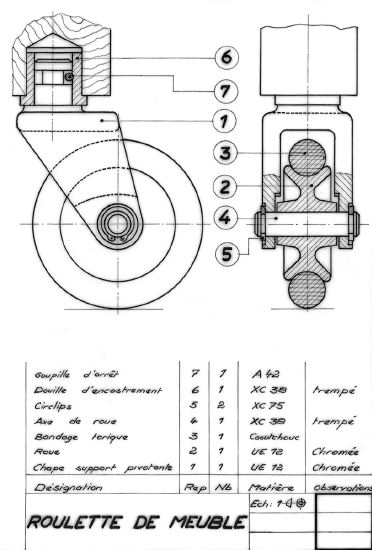 6
7
1
3
2
4
5
Goupille d'arrêt 7 1 A 42
Douille d'encastrement 6 1 XC 38 trempé
Circlips 5 2 XC 75
Axe de roue 4 1 XC 38 trempé
Bandage torique 3 1 Caoutchouc
Roue 2 1 UE 12 Chromée
Chape support pivotante 1 1 UE 12 Chromée
Désignation Rep Nb Matière observations
ROULETTE DE MEUBLE Ech: 1